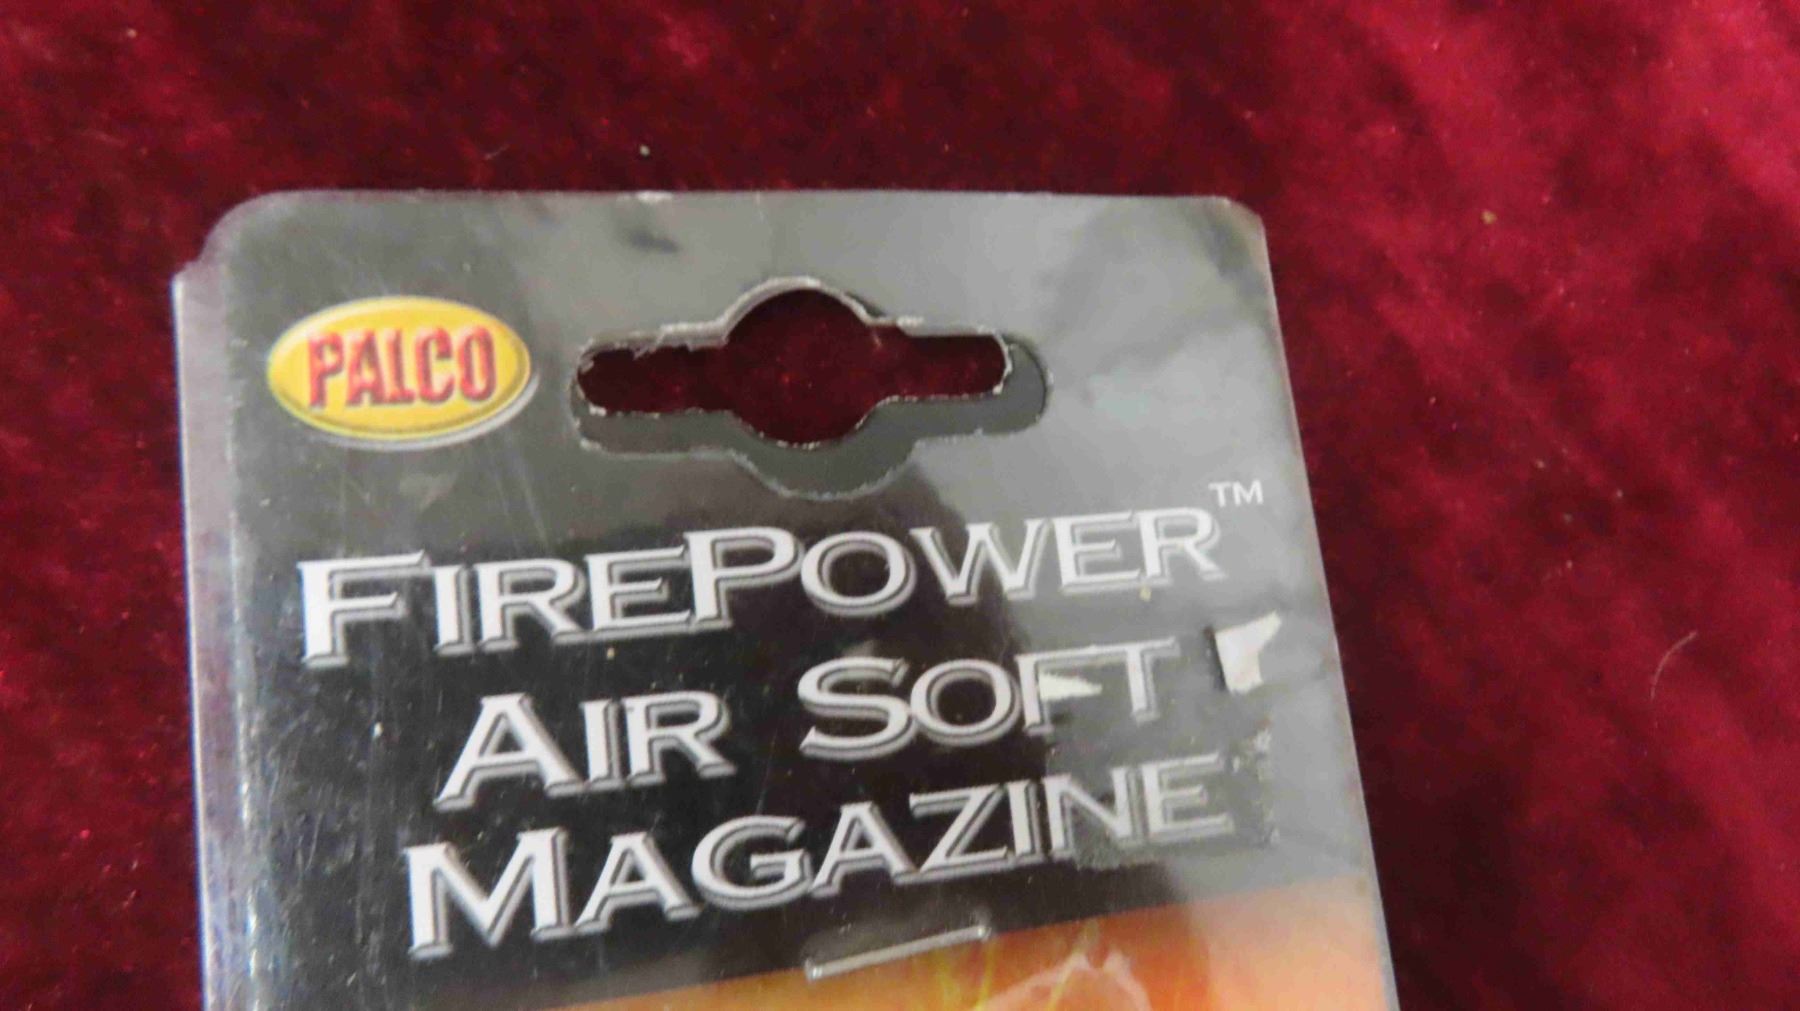 PALCO
FIREPOWER™
AIR SOFT
MAGAZINE